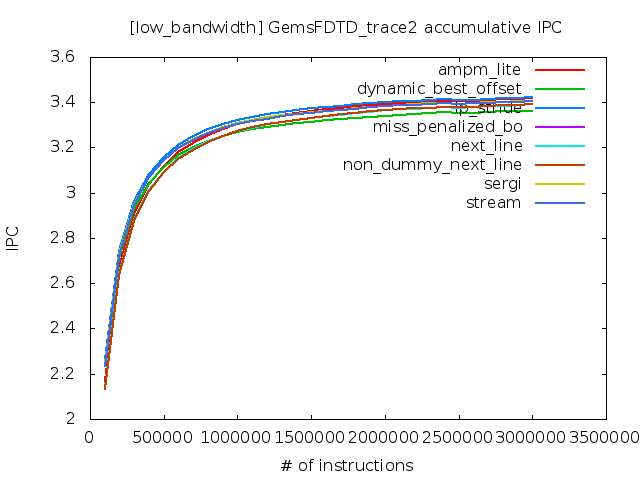 [low_bandwidth] GemsFDTD_trace2 accumulative IPC
3.6
3.4
3.2
3
2.8
2.6
2.4
2.2
2
IPC
ampm_lite
dynamic_best_offset
ip_stride
miss_penalized_bo
next_line
non_dummy_next_line
sergi
stream
0 500000 1000000 1500000 2000000 2500000 3000000 3500000
# of instructions